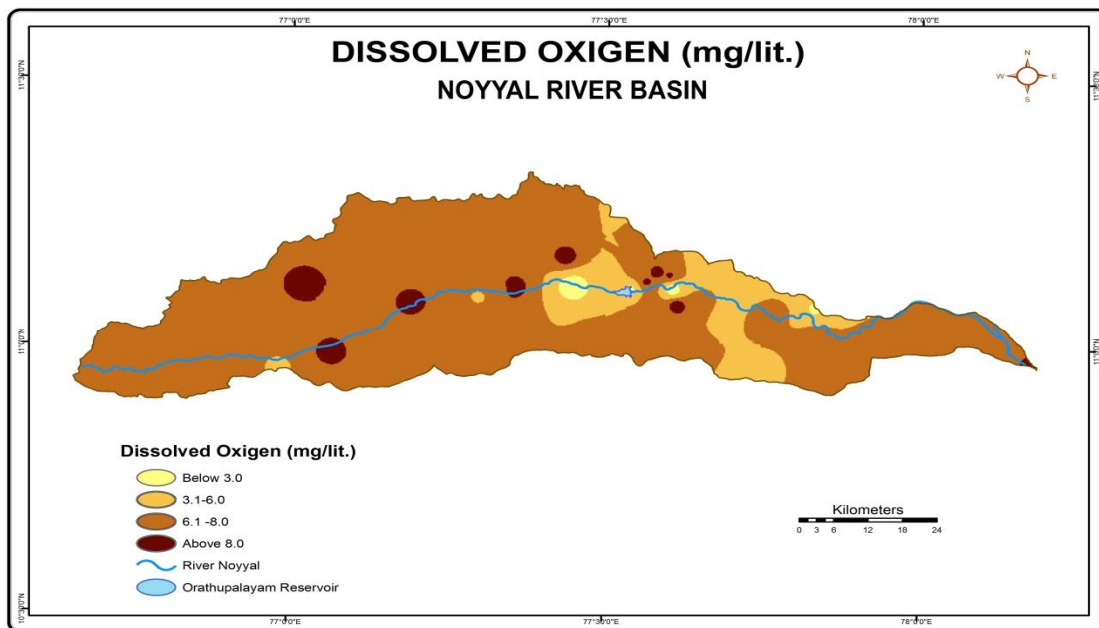 77°0'0"E 77°30'0"E 78°0'0"E
DISSOLVED OXIGEN (mg/lit.)
NOYYAL RIVER BASIN
N
W E
S
11°30'0"N
11°0'0"N
11°0'0"N
Dissolved Oxigen (mg/lit.)
Below 3.0
3.1-6.0
6.1 -8.0
Above 8.0
River Noyyal
Orathupalayam Reservoir
Kilometers
0 3 6 12 18 24
10°30'0"N
77°0'0"E 77°30'0"E 78°0'0"E